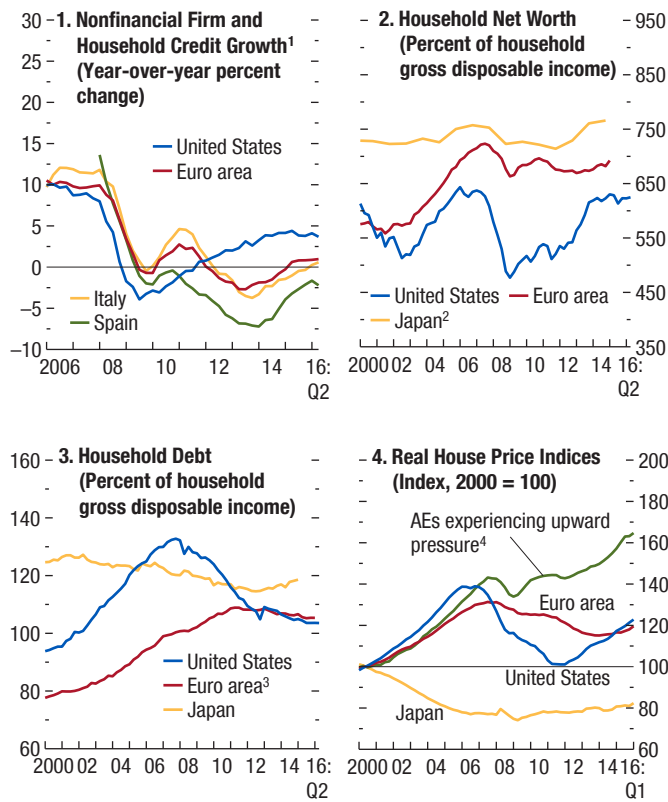 1. Nonfinancial Firm and
Household Credit Growth¹
(Year-over-year percent
change)
30
25
20
15
10
5
0
–5
–10
United States
Euro area
Italy
Spain
2006 08 10 12 14 16:
Q2
2. Household Net Worth
(Percent of household
gross disposable income)
950
850
750
650
550
450
350
United States
Euro area
Japan²
2000 02 04 06 08 10 12 14 16:
Q2
3. Household Debt
(Percent of household
gross disposable income)
160
140
120
100
80
60
United States
Euro area³
Japan
2000 02 04 06 08 10 12 14 16:
Q2
4. Real House Price Indices
(Index, 2000 = 100)
200
180
160
140
120
100
80
60
AEs experiencing upward
pressure⁴
Euro area
United States
Japan
2000 02 04 06 08 10 12 14 16:
Q1